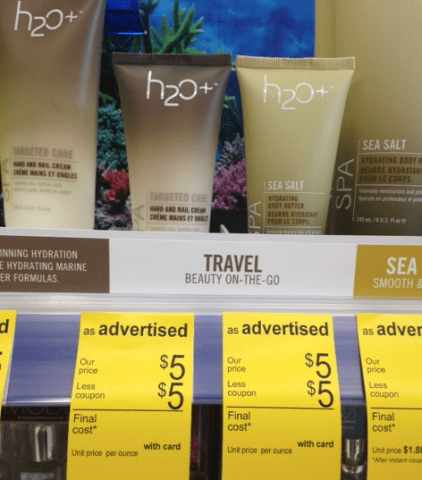 h2o+
h2o+
h2o+
TARGETED CARE
HAND AND NAIL CREAM
CRÈME MAINS ET ONGLES
SPA
TARGETED CARE
HAND AND NAIL CREAM
CRÈME MAINS ET ONGLES
SPA
SEA SALT
HYDRATING
BODY BUTTER
BEURRE HYDRATANT
POUR LE CORPS
SPA
SEA SALT
HYDRATING BODY
BEURRE HYDRATANT
POUR LE CORPS
INNING HYDRATION
E HYDRATING MARINE
ER FORMULAS.
TRAVEL
BEAUTY ON-THE-GO
SEA
SMOOTH &
d
as advertised
Our
price
$5
Less
coupon
$5
Final
cost*
with card
Unit price per ounce
as advertised
Our
price
$5
Less
coupon
$5
Final
cost*
with card
Unit price per ounce
as adver
Our
price
Less
coupon
Final
cost*
Unit price $1.8
*After instant coup